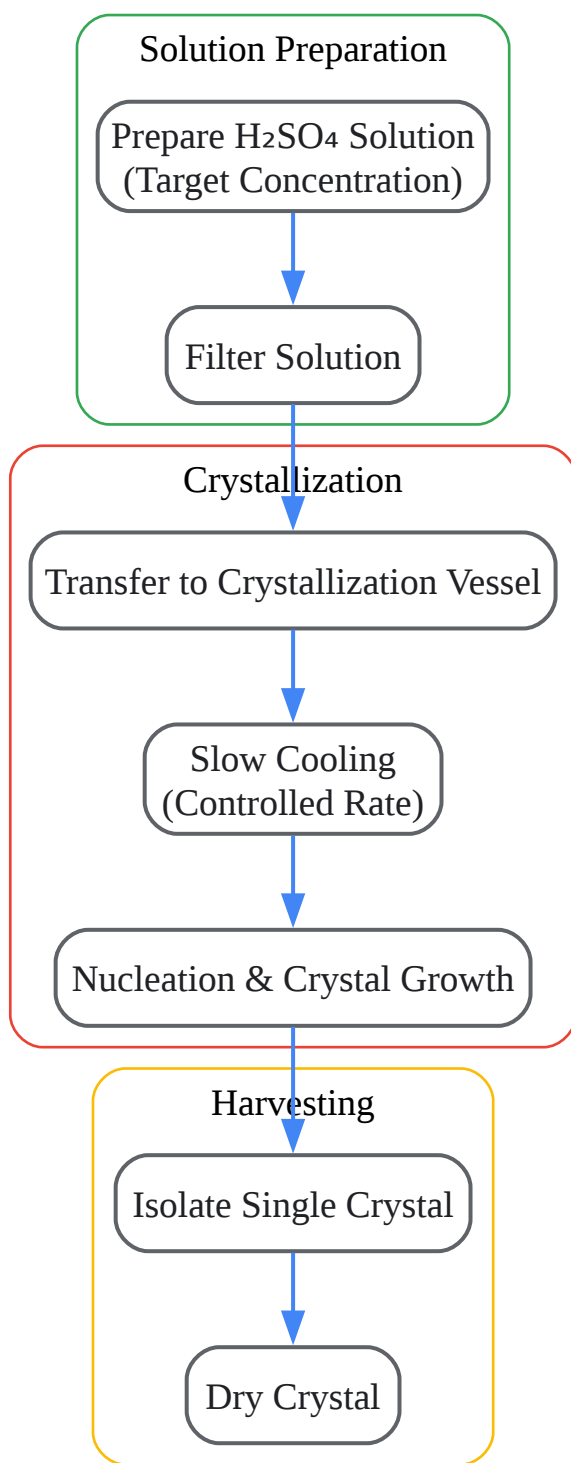 Solution Preparation
Prepare H₂SO₄ Solution
(Target Concentration)
Filter Solution
Crystallization
Transfer to Crystallization Vessel
Slow Cooling
(Controlled Rate)
Nucleation & Crystal Growth
Harvesting
Isolate Single Crystal
Dry Crystal